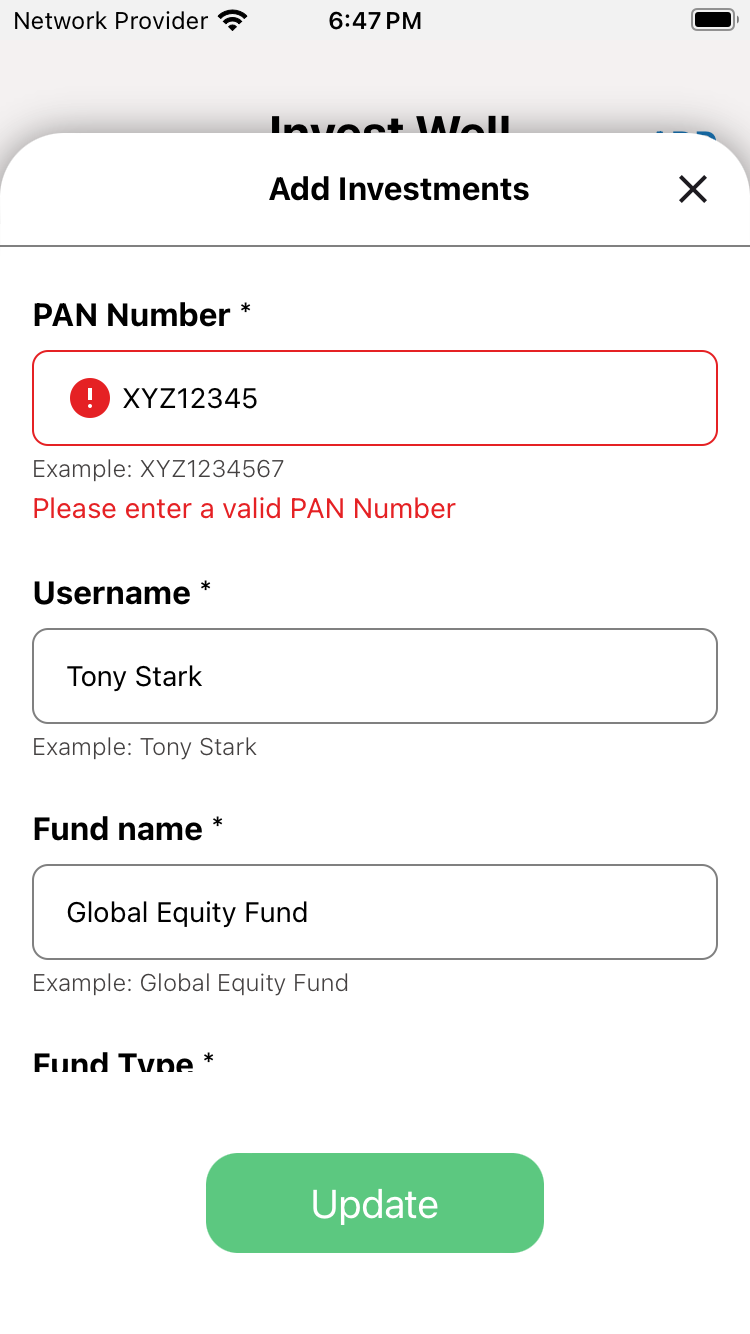 Network Provider 6:47 PM
Invest Well
ADD
Add Investments
PAN Number *
XYZ12345
Example: XYZ1234567
Please enter a valid PAN Number
Username *
Tony Stark
Example: Tony Stark
Fund name *
Global Equity Fund
Example: Global Equity Fund
Fund Type *
Update